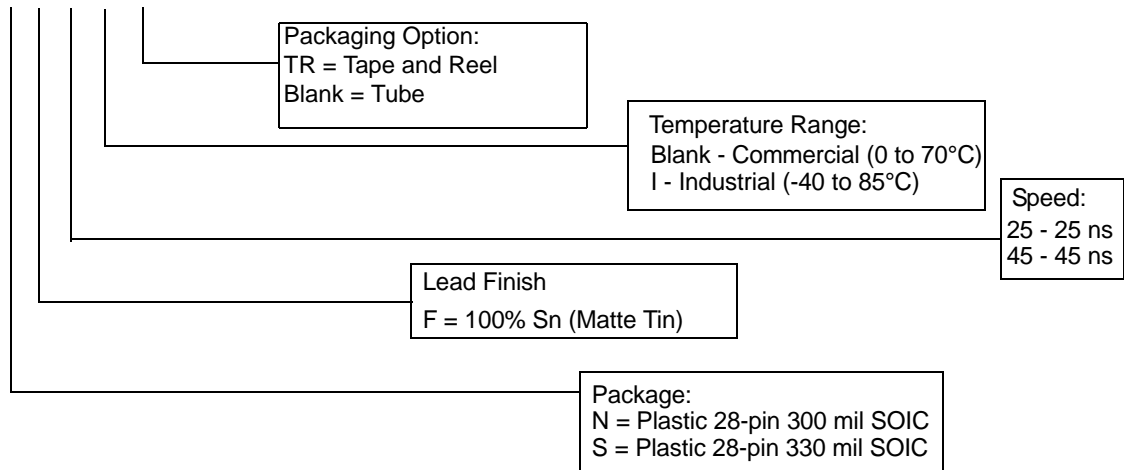 Packaging Option:
TR = Tape and Reel
Blank = Tube
Temperature Range:
Blank - Commercial (0 to 70°C)
I - Industrial (-40 to 85°C)
Speed:
25 - 25 ns
45 - 45 ns
Lead Finish
F = 100% Sn (Matte Tin)
Package:
N = Plastic 28-pin 300 mil SOIC
S = Plastic 28-pin 330 mil SOIC